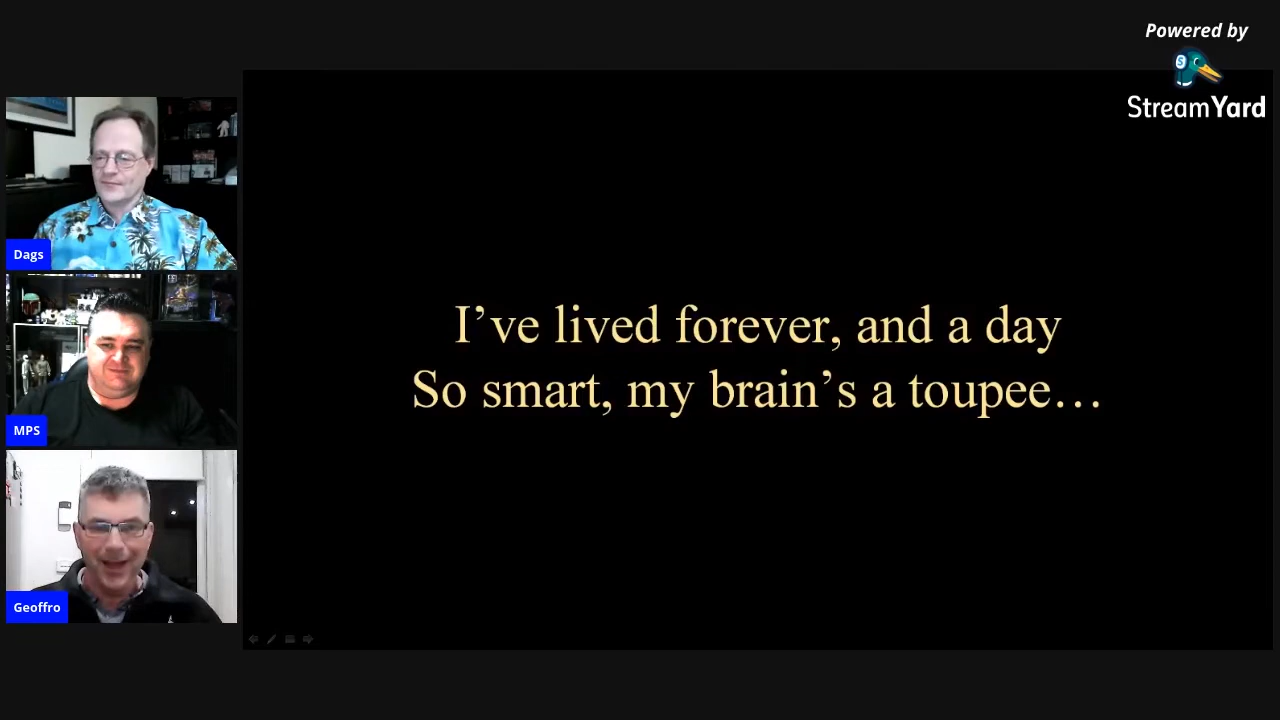 Powered by
StreamYard
Dags
MPS
Geoffro
I’ve lived forever, and a day
So smart, my brain’s a toupee…